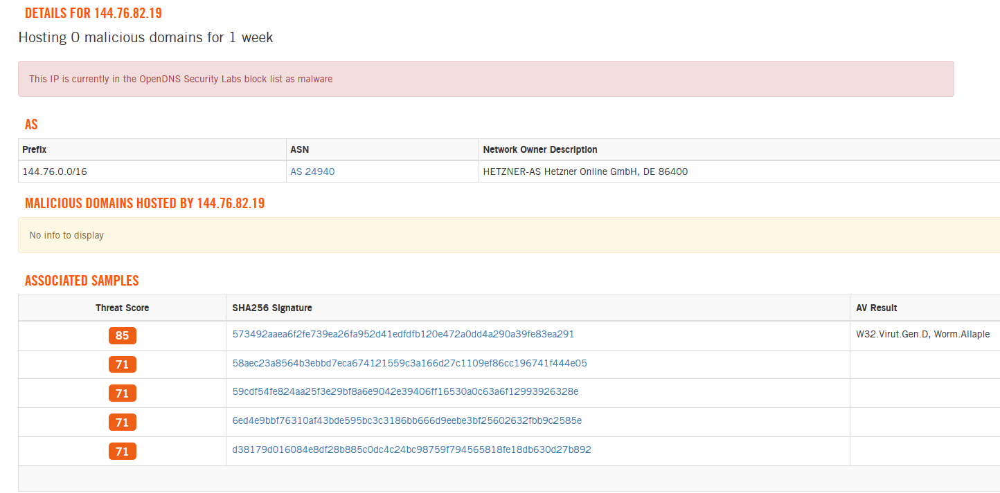 DETAILS FOR 144.76.82.19
Hosting 0 malicious domains for 1 week
This IP is currently in the OpenDNS Security Labs block list as malware
AS
Prefix ASN Network Owner Description
144.76.0.0/16 AS 24940 HETZNER-AS Hetzner Online GmbH, DE 86400
MALICIOUS DOMAINS HOSTED BY 144.76.82.19
No info to display
ASSOCIATED SAMPLES
Threat Score SHA256 Signature AV Result
85 573492aaea6f2fe739ea26fa952d41edfdfb120e472a0dd4a290a39fe83ea291 W32.Virut.Gen.D, Worm.Allaple
71 58aec23a8564b3ebbd7eca674121559c3a166d27c1109ef86cc196741f444e05
71 59cdf54fe824aa25f3e29bf8a6e9042e39406ff16530a0c63a6f12993926328e
71 6ed4e9bbf76310af43bde595bc3c3186bb666d9eebe3bf25602632fbb9c2585e
71 d38179d016084e8df28b885c0dc4c24bc98759f794565818fe18db630d27b892